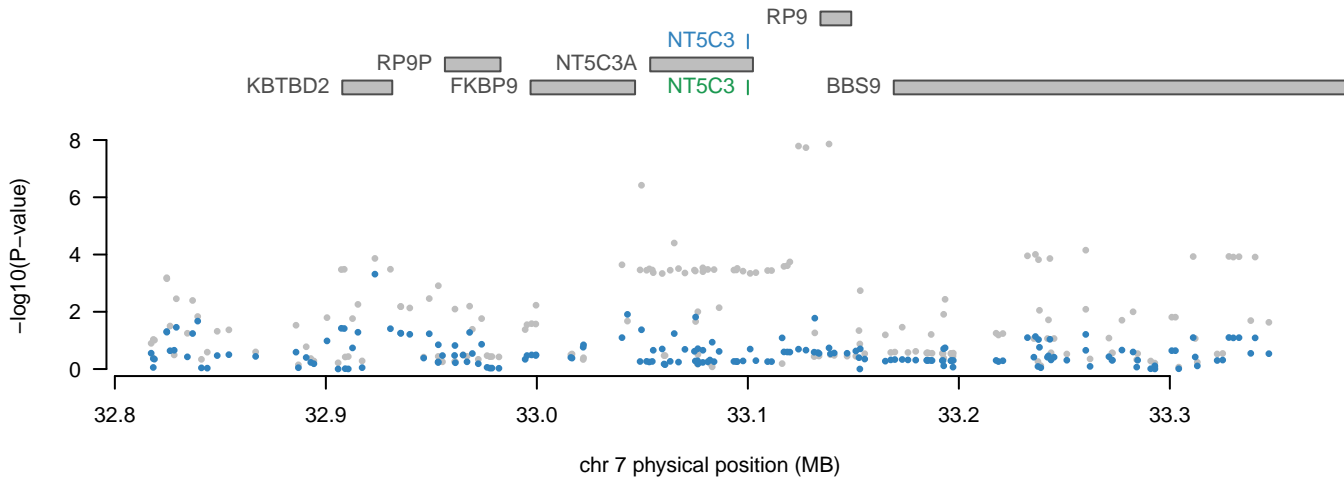 RP9
NT5C3
RP9P NT5C3A
KBTBD2 FKBP9 NT5C3 BBS9
8
6
4
2
0
−log10(P−value)
32.8 32.9 33.0 33.1 33.2 33.3
chr 7 physical position (MB)